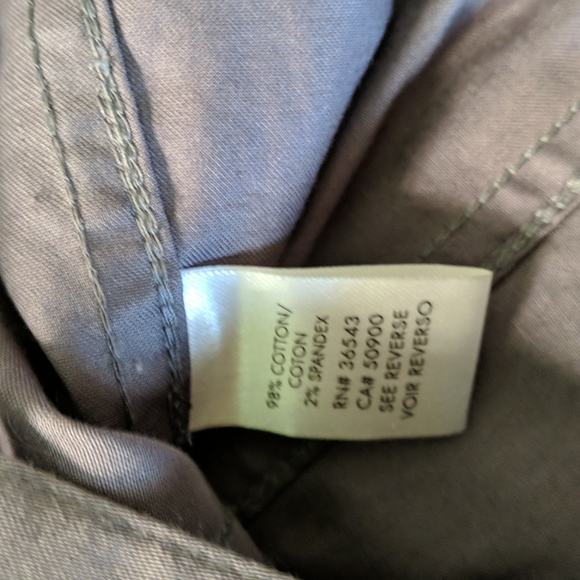 98% COTTON/
COTON
2% SPANDEX
RN# 36543
CA# 50900
SEE REVERSE
VOIR REVERSO